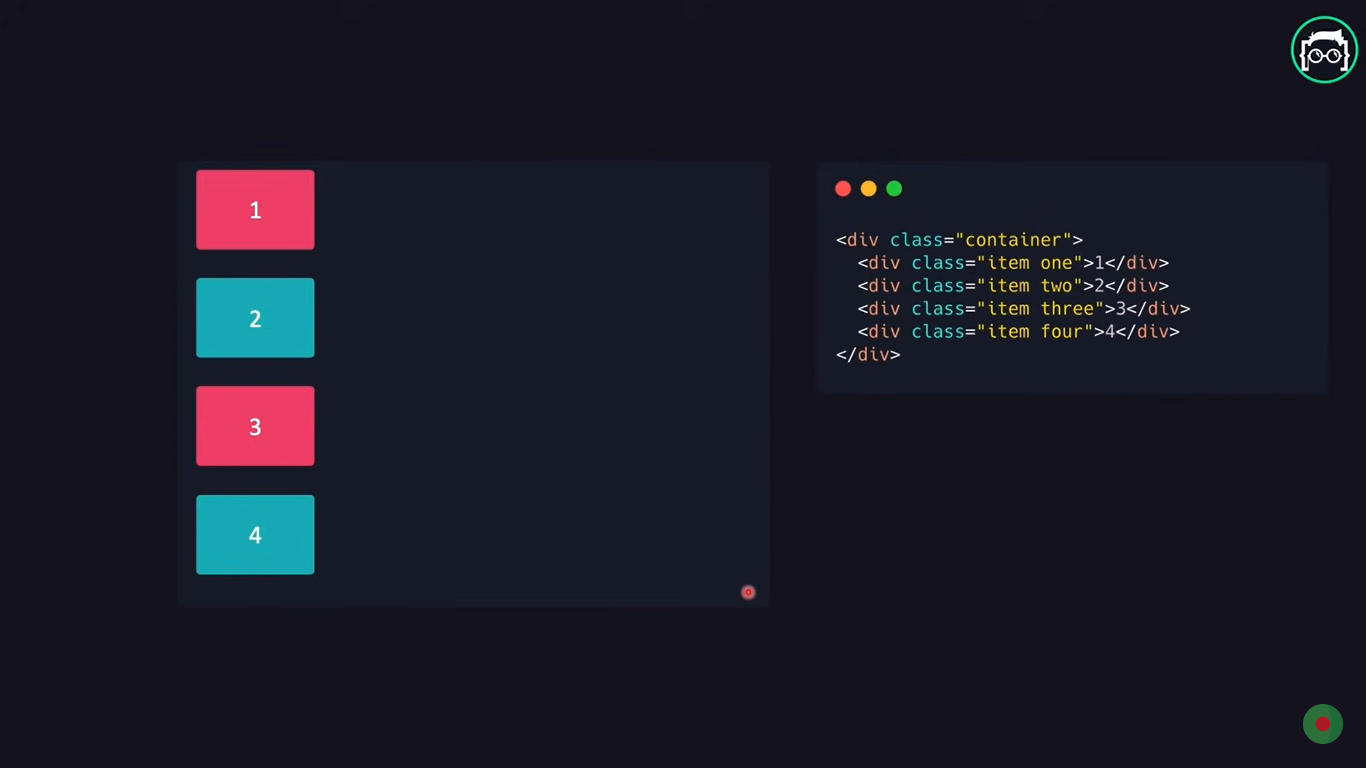 1
2
3
4
<div class="container">
  <div class="item one">1</div>
  <div class="item two">2</div>
  <div class="item three">3</div>
  <div class="item four">4</div>
</div>